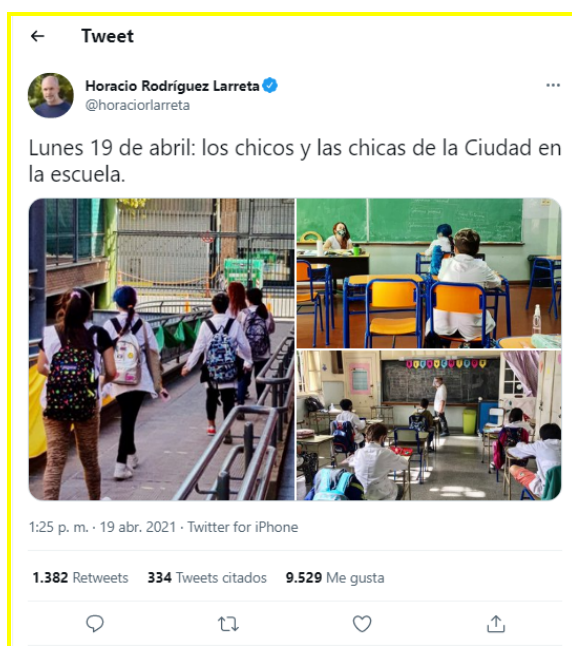 Tweet
Horacio Rodríguez Larreta
@horaciorlarreta
Lunes 19 de abril: los chicos y las chicas de la Ciudad en
la escuela.
1:25 p. m. · 19 abr. 2021 · Twitter for iPhone
1.382 Retweets 334 Tweets citados 9.529 Me gusta